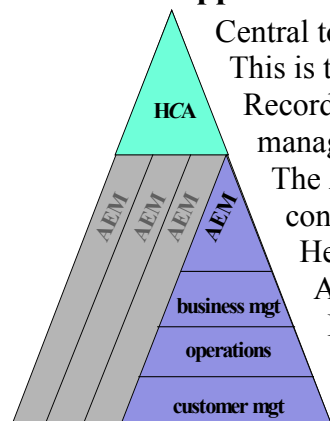 Central to
This is t
HCA
Record
manag
The
AEM AEM AEM AEM
con
He
A
business mgt
operations
customer mgt